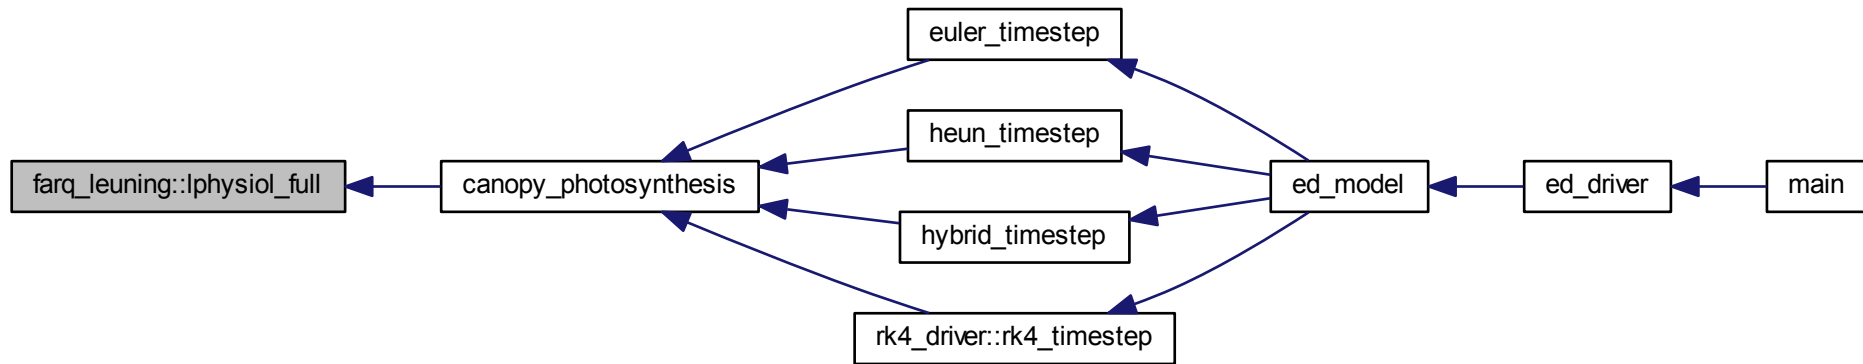 farq_leuning::lphysiol_full
canopy_photosynthesis
euler_timestep
heun_timestep
hybrid_timestep
rk4_driver::rk4_timestep
ed_model
ed_driver
main